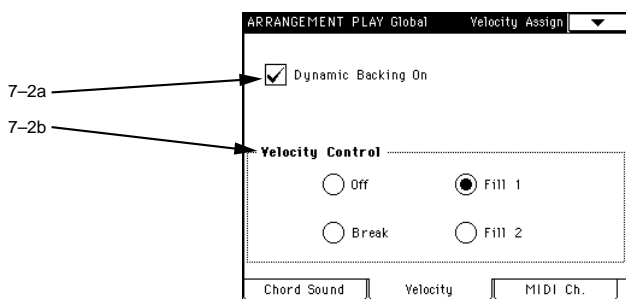 ARRANGEMENT PLAY Global Velocity Assign
Dynamic Backing On
7–2a
7–2b
Velocity Control
Off Fill 1
Break Fill 2
Chord Sound Velocity MIDI Ch.